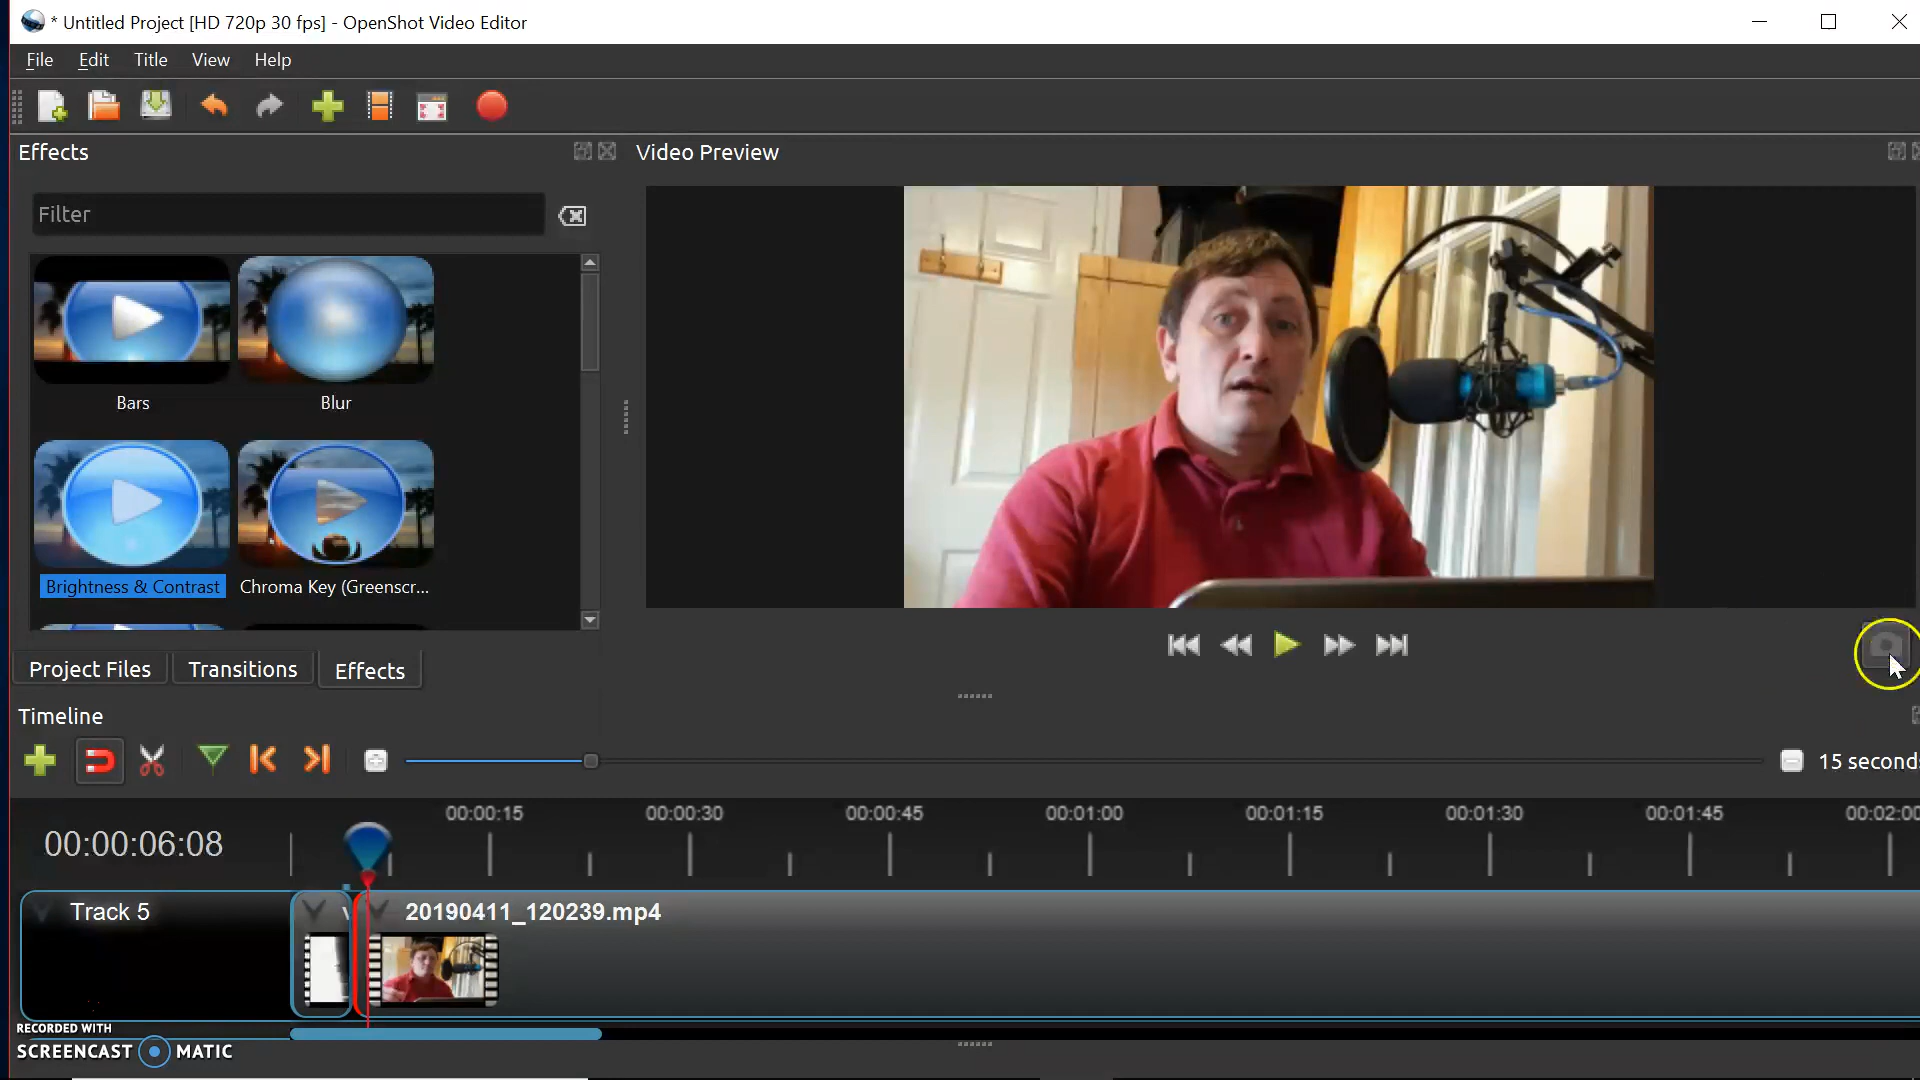 * Untitled Project [HD 720p 30 fps] - OpenShot Video Editor
File Edit Title View Help
Effects
Video Preview
Filter
Bars
Blur
Brightness & Contrast
Chroma Key (Greenscr...
Project Files
Transitions
Effects
Timeline
15 second
00:00:06:08
00:00:15
00:00:30
00:00:45
00:01:00
00:01:15
00:01:30
00:01:45
00:02:00
Track 5
20190411_120239.mp4
RECORDED WITH
SCREENCAST MATIC